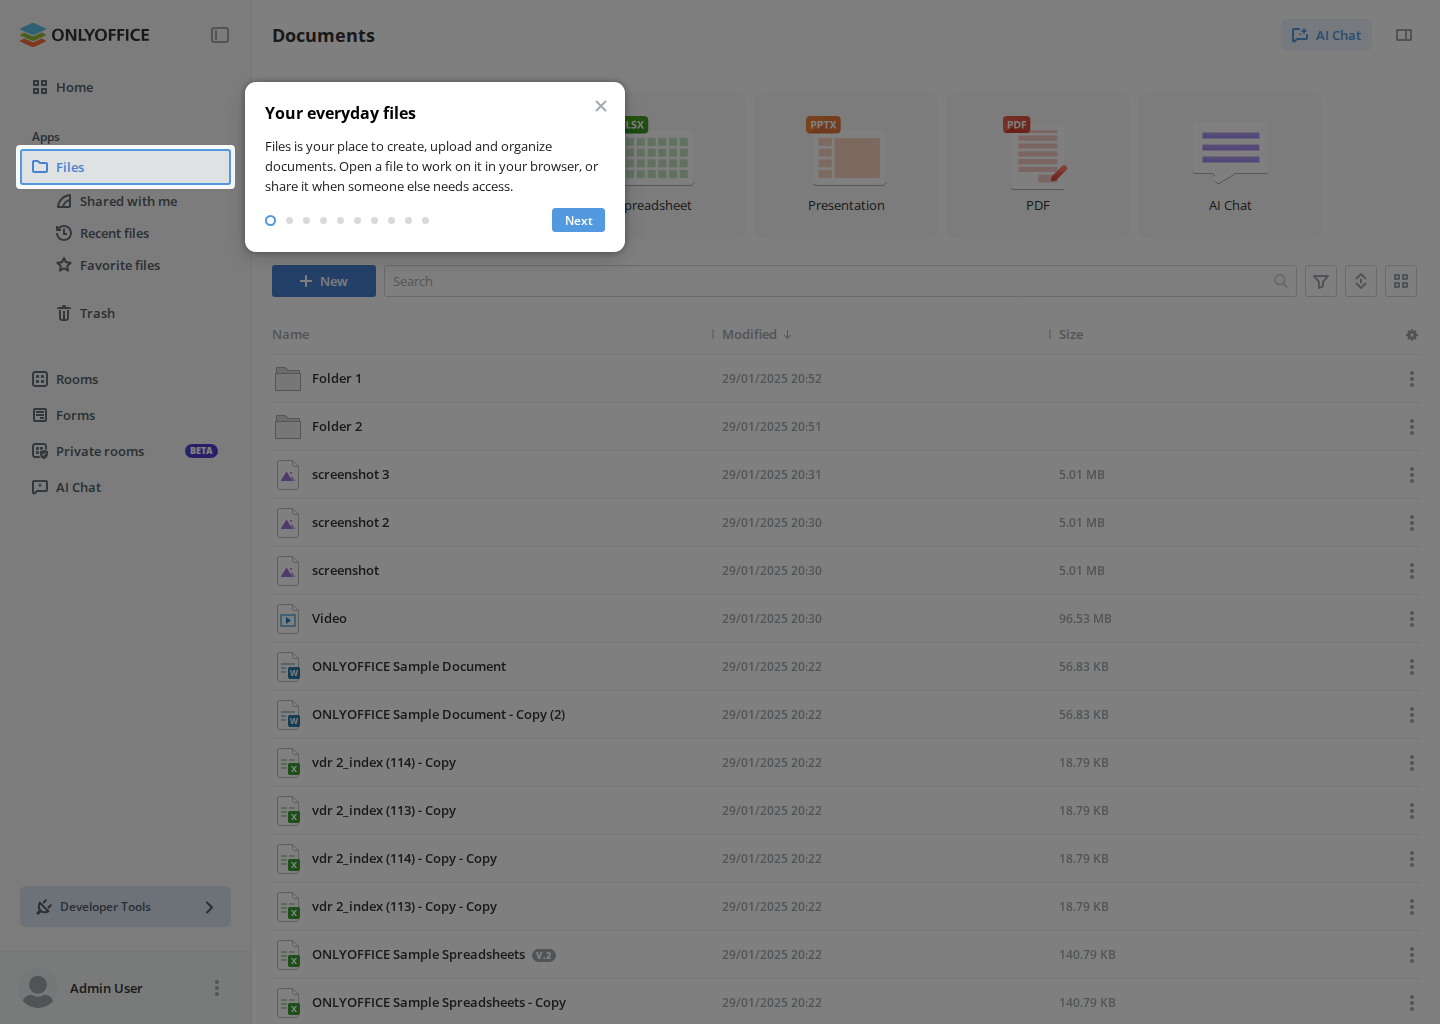 ONLYOFFICE
Documents
AI Chat
Home
Apps
Files
Shared with me
Recent files
Favorite files
Trash
Rooms
Forms
Private rooms
BETA
AI Chat
Developer Tools
Admin User
Your everyday files
Files is your place to create, upload and organize
documents. Open a file to work on it in your browser, or
share it when someone else needs access.
Next
PPTX
Presentation
PDF
PDF
AI Chat
New
Search
Name Modified Size
Folder 1 29/01/2025 20:52
Folder 2 29/01/2025 20:51
screenshot 3 29/01/2025 20:31 5.01 MB
screenshot 2 29/01/2025 20:30 5.01 MB
screenshot 29/01/2025 20:30 5.01 MB
Video 29/01/2025 20:30 96.53 MB
ONLYOFFICE Sample Document 29/01/2025 20:22 56.83 KB
ONLYOFFICE Sample Document - Copy (2) 29/01/2025 20:22 56.83 KB
vdr 2_index (114) - Copy 29/01/2025 20:22 18.79 KB
vdr 2_index (113) - Copy 29/01/2025 20:22 18.79 KB
vdr 2_index (114) - Copy - Copy 29/01/2025 20:22 18.79 KB
vdr 2_index (113) - Copy - Copy 29/01/2025 20:22 18.79 KB
ONLYOFFICE Sample Spreadsheets V.2 29/01/2025 20:22 140.79 KB
ONLYOFFICE Sample Spreadsheets - Copy 29/01/2025 20:22 140.79 KB